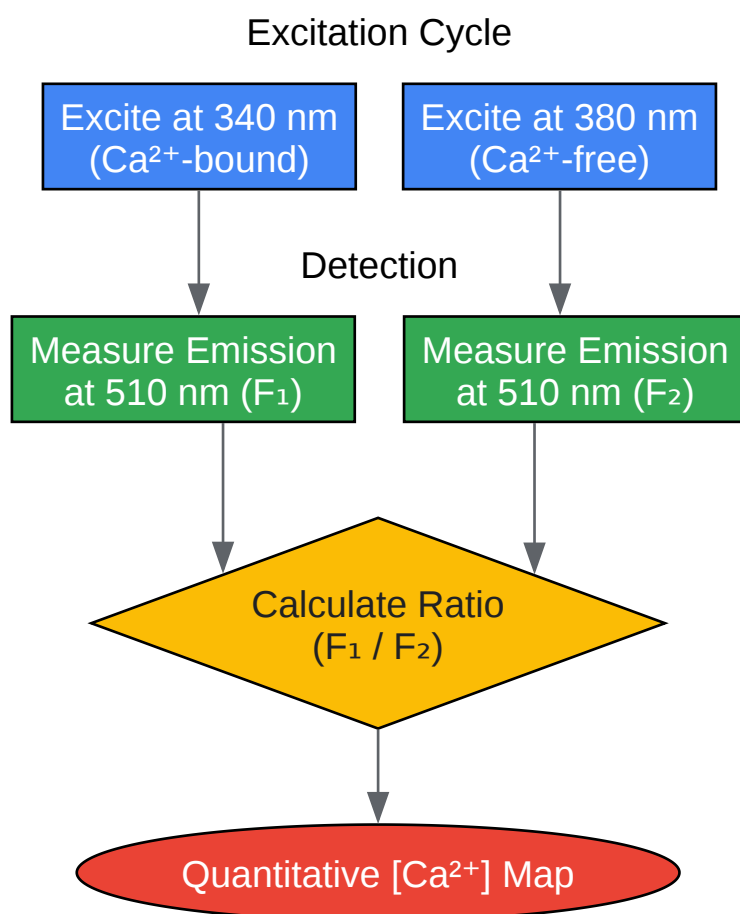 Excitation Cycle
Excite at 340 nm
(Ca²⁺-bound)
Excite at 380 nm
(Ca²⁺-free)
Detection
Measure Emission
at 510 nm (F₁)
Measure Emission
at 510 nm (F₂)
Calculate Ratio
(F₁ / F₂)
Quantitative [Ca²⁺] Map